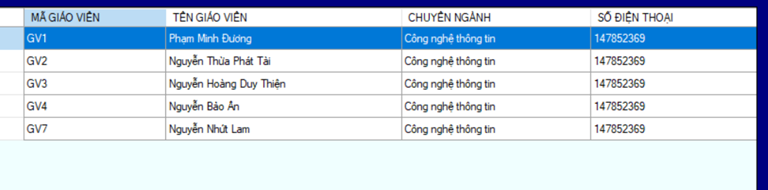 MÃ GIÁO VIÊN TÊN GIÁO VIÊN CHUYÊN NGÀNH SỐ ĐIỆN THOẠI
GV1 Phạm Minh Đương Công nghệ thông tin 147852369
GV2 Nguyễn Thừa Phát Tài Công nghệ thông tin 147852369
GV3 Nguyễn Hoàng Duy Thiện Công nghệ thông tin 147852369
GV4 Nguyễn Bảo Ân Công nghệ thông tin 147852369
GV7 Nguyễn Nhứt Lam Công nghệ thông tin 147852369